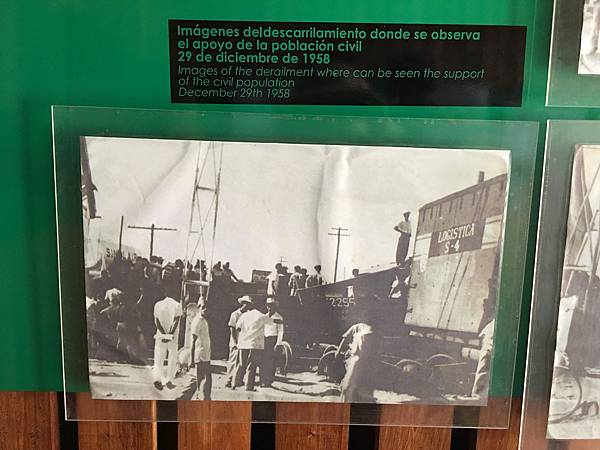 Imágenes deldescarrilamiento donde se observa
el apoyo de la población civil
29 de diciembre de 1958
Images of the derailment where can be seen the support
of the civil population
December 29th 1958
LOGISTICA
S-4
2255